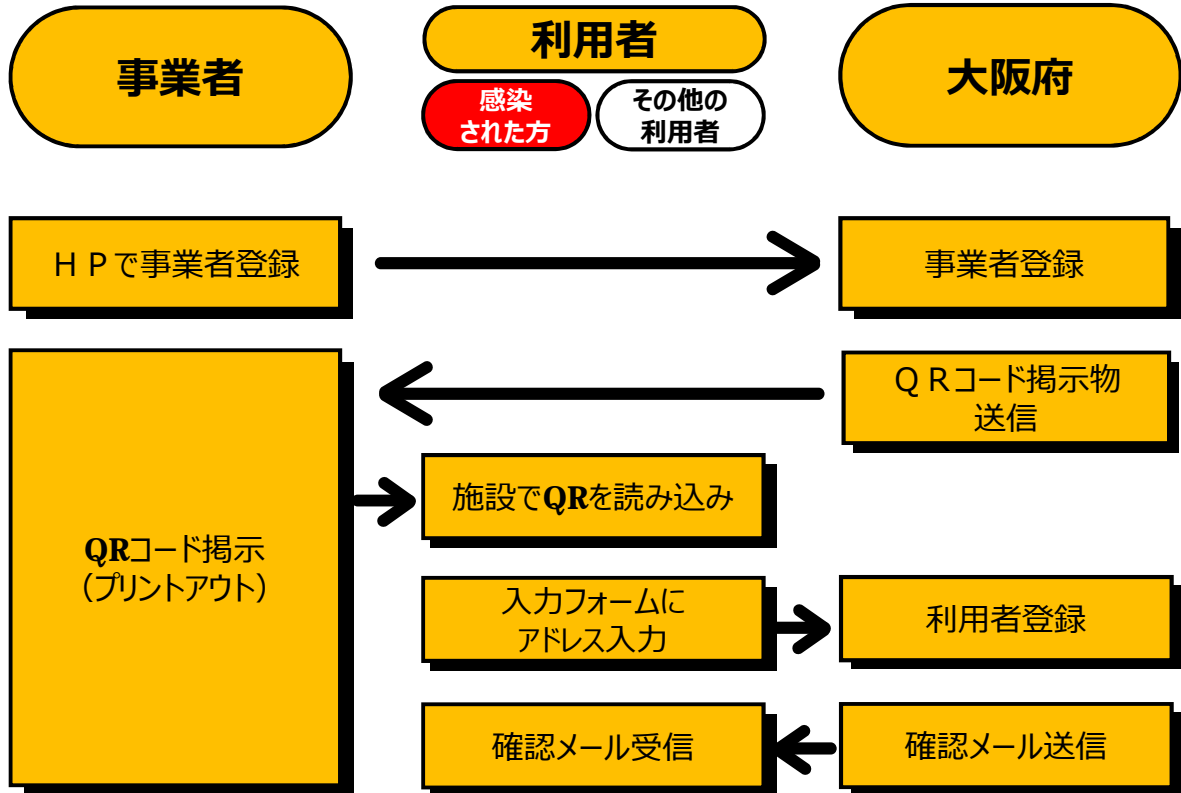 事業者
利用者
感染
された方
その他の
利用者
大阪府
ＨＰで事業者登録
事業者登録
ＱＲコード掲示物
送信
QRコード掲示
（プリントアウト）
施設でQRを読み込み
入力フォームに
アドレス入力
利用者登録
確認メール受信
確認メール送信